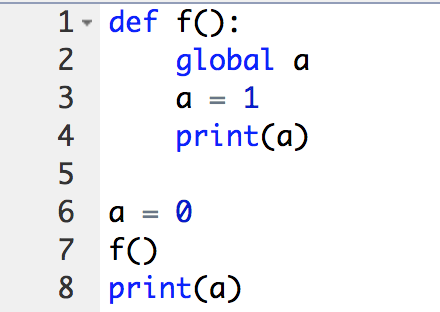 1 def f():
2     global a
3     a = 1
4     print(a)
5
6 a = 0
7 f()
8 print(a)